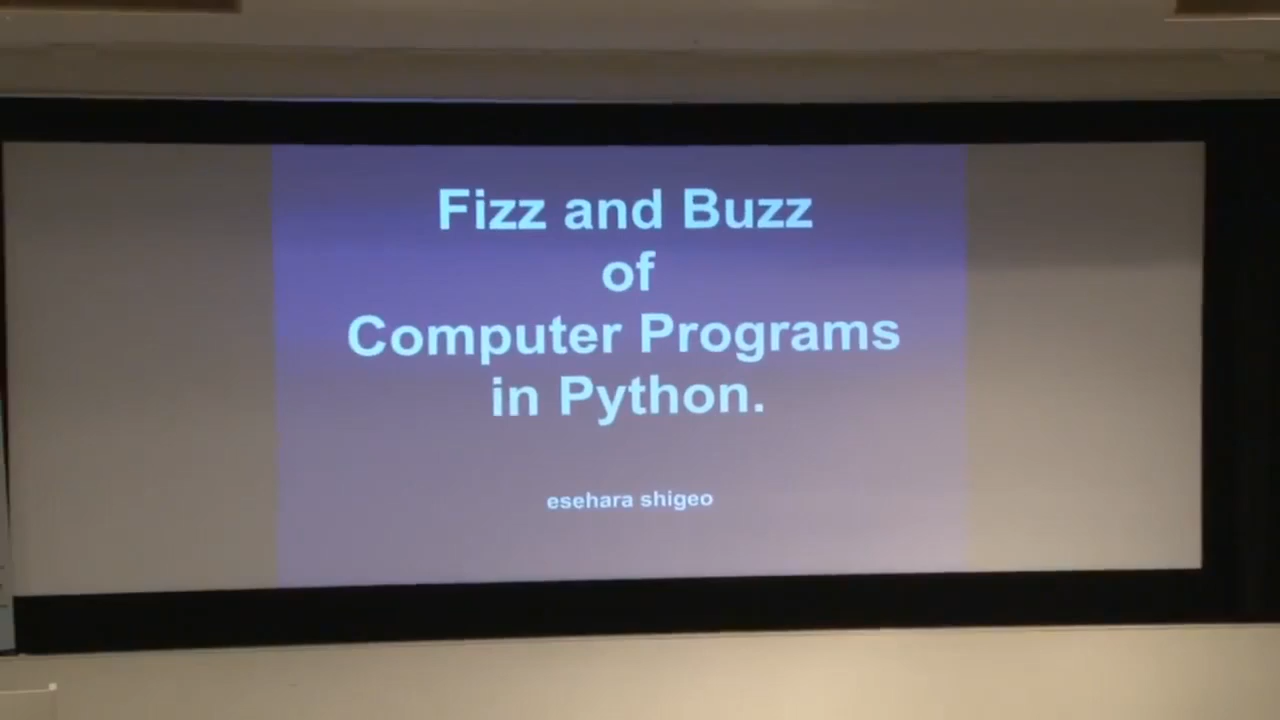 Fizz and Buzz
of
Computer Programs
in Python.
esehara shigeo